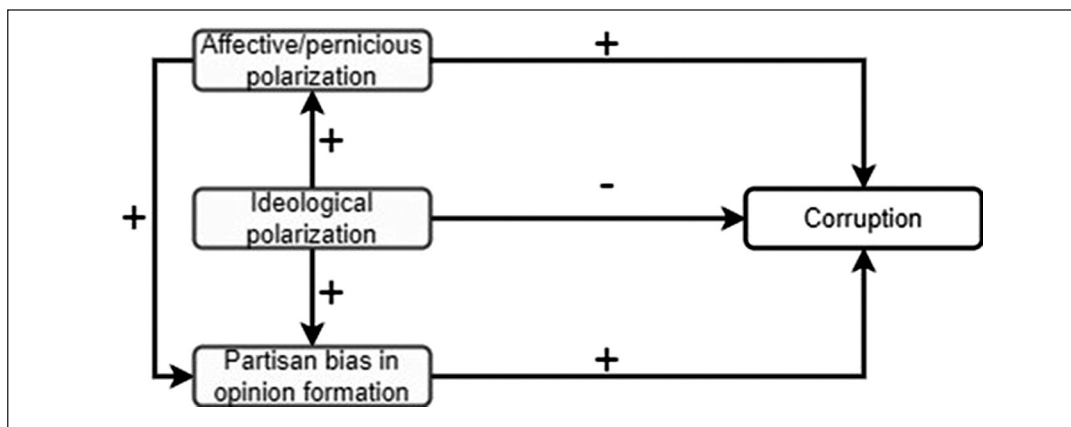 Affective/pernicious
polarization
+
+
Ideological
polarization
-
+
Corruption
+
Partisan bias in
opinion formation
+